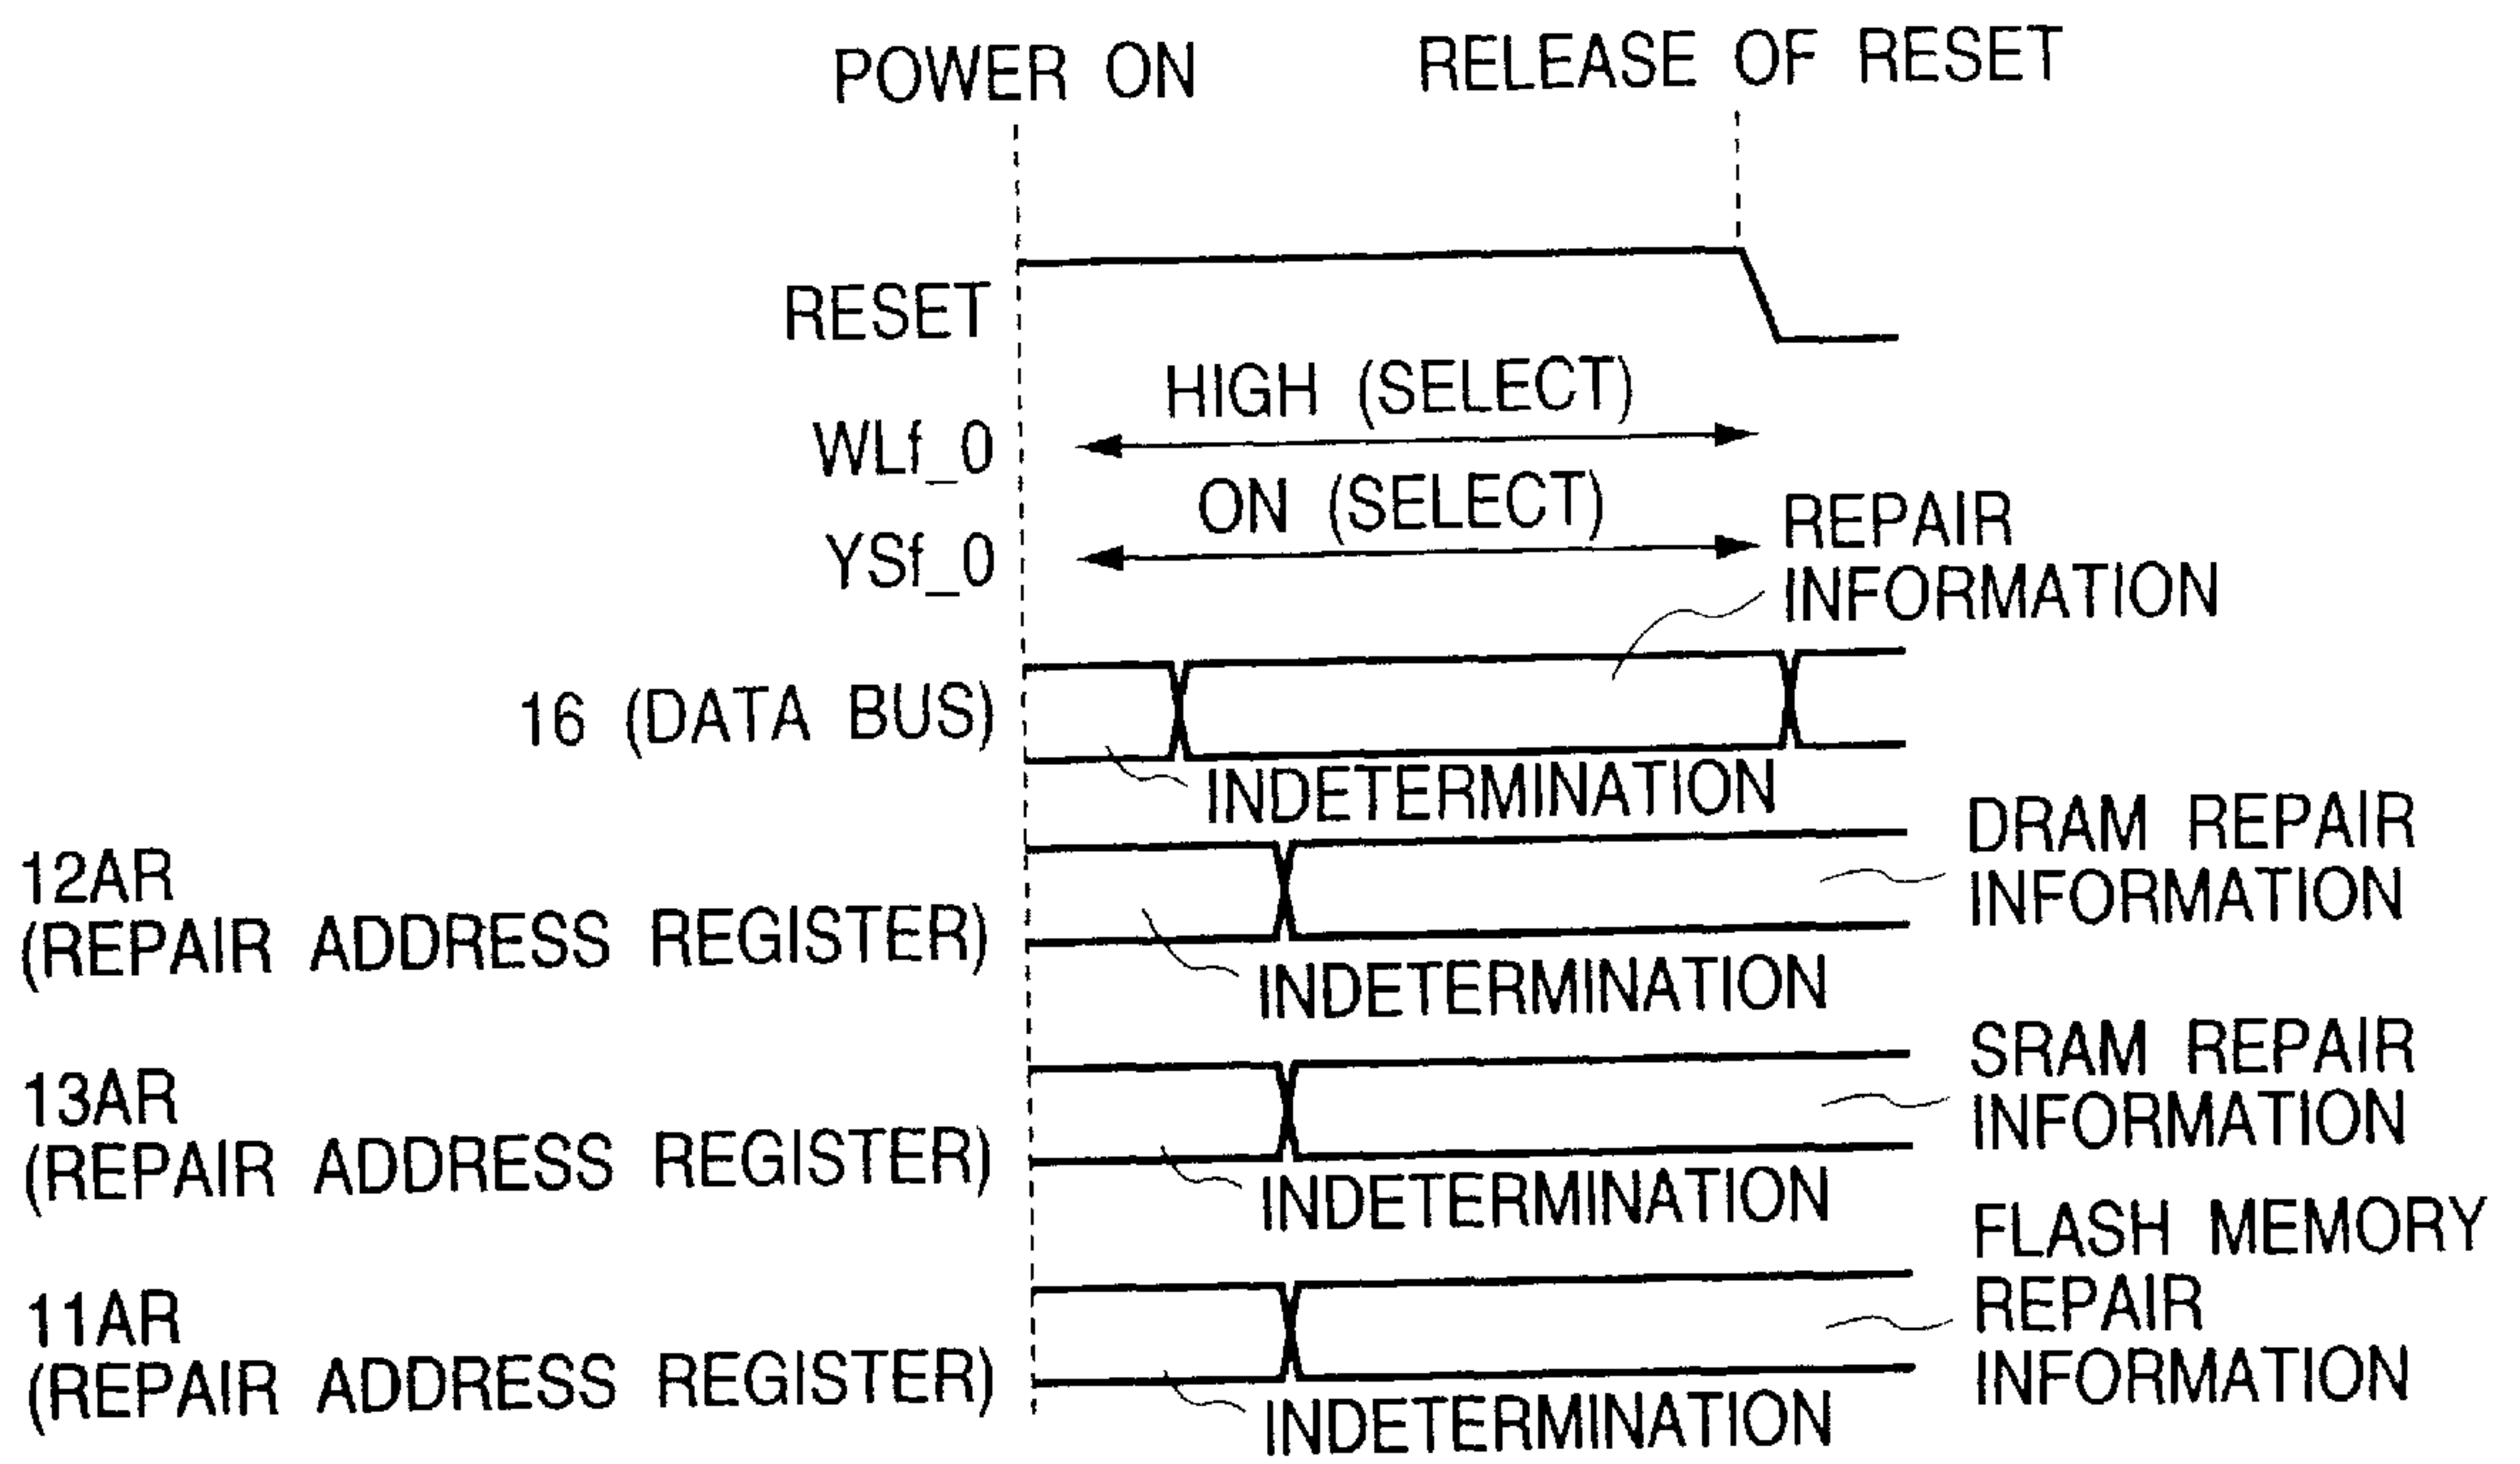 POWER ON
RELEASE OF RESET
RESET
HIGH (SELECT)
WLf_0
ON (SELECT)
YSf_0
REPAIR
INFORMATION
16 (DATA BUS)
INDETERMINATION
12AR
(REPAIR ADDRESS REGISTER)
DRAM REPAIR
INFORMATION
INDETERMINATION
13AR
(REPAIR ADDRESS REGISTER)
SRAM REPAIR
INFORMATION
INDETERMINATION
11AR
(REPAIR ADDRESS REGISTER)
FLASH MEMORY
REPAIR
INFORMATION
INDETERMINATION